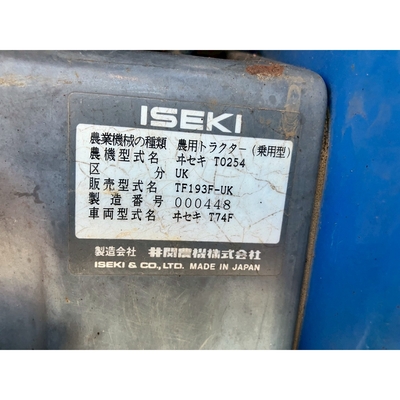 ISEKI
農業機械の種類 農用トラクター(乗用型)
農機型式名 ヰセキ TO254
区分 UK
販売型式名 TF193F-UK
製造番号 000448
車両型式名 ヰセキ T74F
製造会社 井関農機株式会社
ISEKI & CO., LTD. MADE IN JAPAN